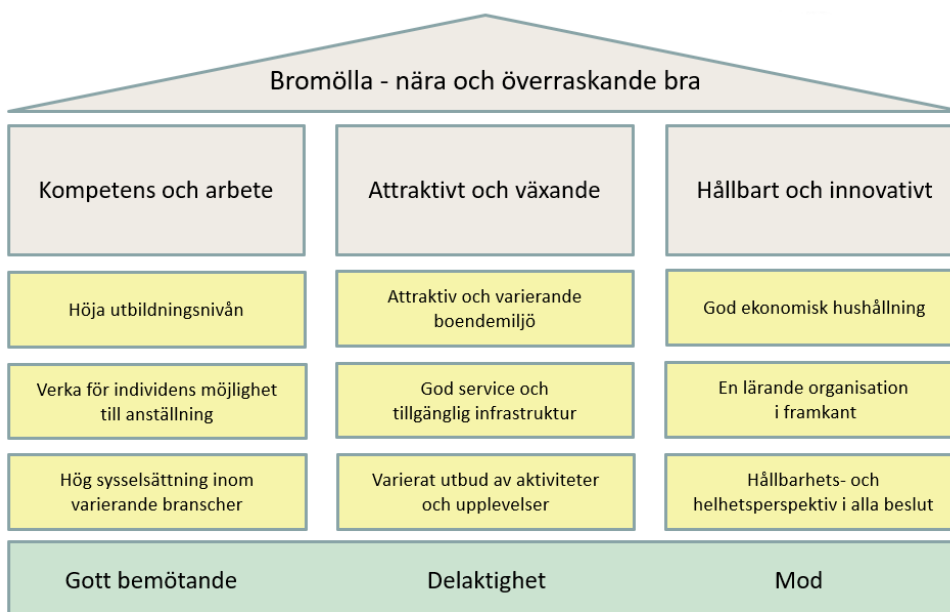 Bromölla - nära och överraskande bra
Kompetens och arbete
Attraktivt och växande
Hållbart och innovativt
Höja utbildningsnivån
Attraktiv och varierande
boendemiljö
God ekonomisk hushållning
Verka för individens möjlighet
till anställning
God service och
tillgänglig infrastruktur
En lärande organisation
i framkant
Hög sysselsättning inom
varierande branscher
Varierat utbud av aktiviteter
och upplevelser
Hållbarhets- och
helhetsperspektiv i alla beslut
Gott bemötande
Delaktighet
Mod